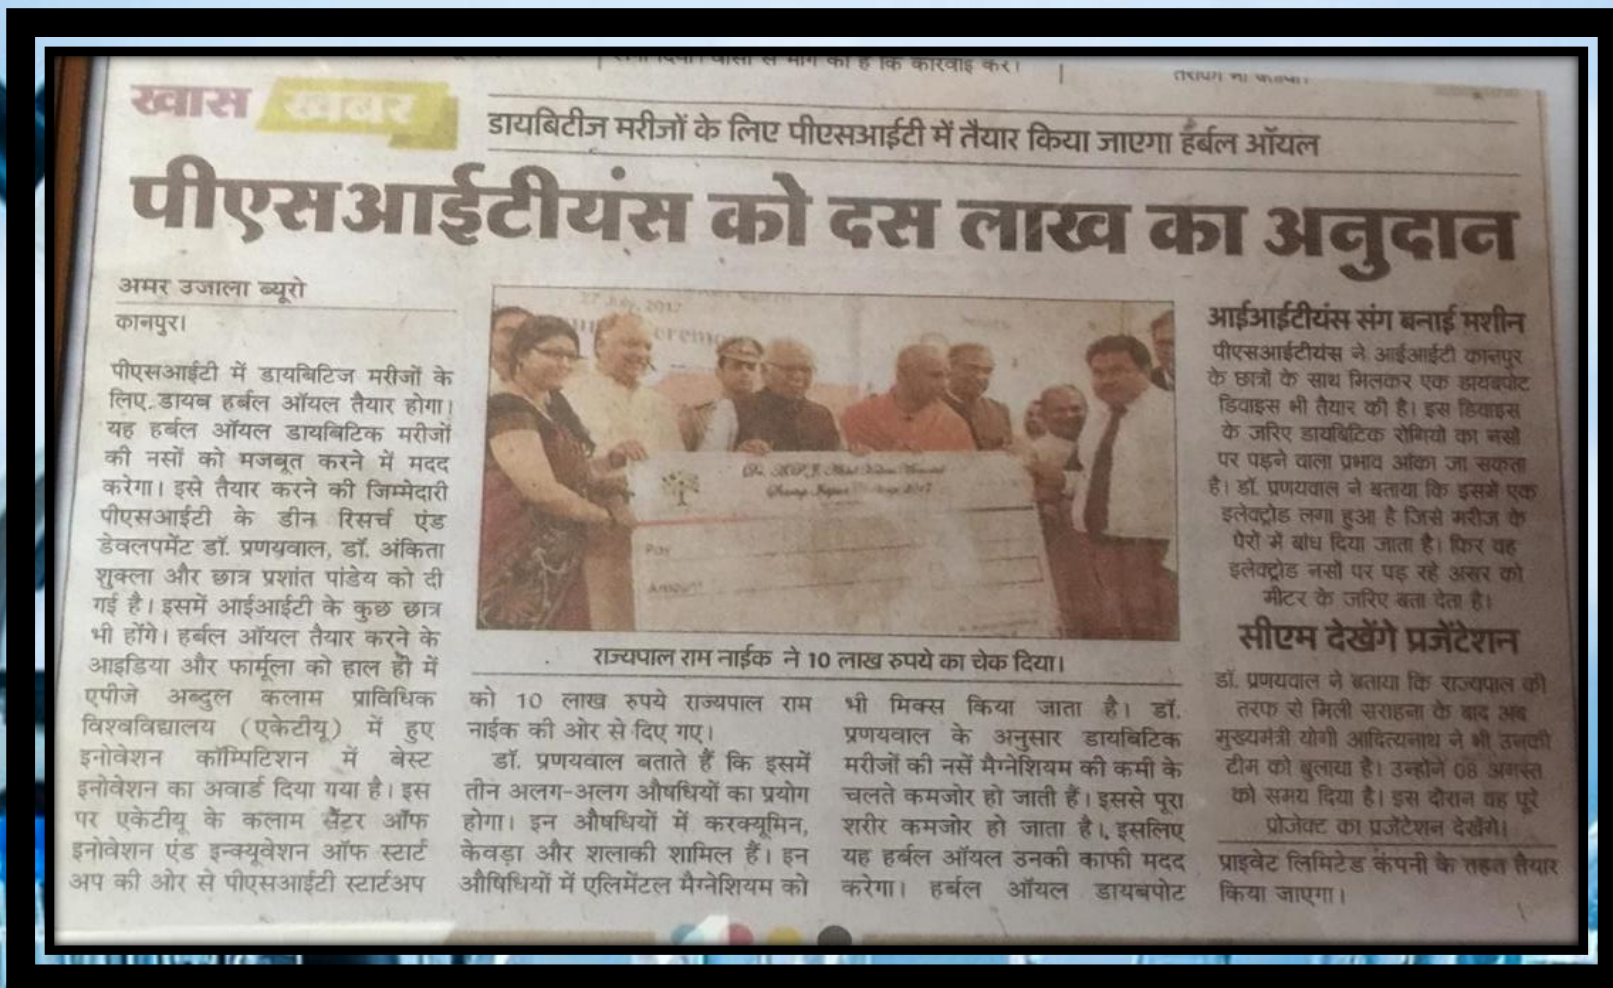 की है कि कारवाई करे।
खास खबर
डायबिटीज मरीजों के लिए पीएसआईटी में तैयार किया जाएगा हर्बल ऑयल
पीएसआईटीयंस को दस लाख का अनुदान
अमर उजाला ब्यूरो
कानपुर।
पीएसआईटी में डायबिटिज मरीजों के
लिए डायब हर्बल ऑयल तैयार होगा।
यह हर्बल ऑयल डायबिटिक मरीजों
की नसों को मजबूत करने में मदद
करेगा। इसे तैयार करने की जिम्मेदारी
पीएसआईटी के डीन रिसर्च एंड
डेवलपमेंट डॉ. प्रणयवाल, डॉ. अंकिता
शुक्ला और छात्र प्रशांत पांडेय को दी
गई है। इसमें आईआईटी के कुछ छात्र
भी होंगे। हर्बल ऑयल तैयार करने के
आइडिया और फार्मूला को हाल ही में
एपीजे अब्दुल कलाम प्राविधिक
विश्वविद्यालय (एकेटीयू) में हुए
इनोवेशन कॉम्पिटिशन में बेस्ट
इनोवेशन का अवार्ड दिया गया है। इस
पर एकेटीयू के कलाम सेंटर ऑफ
इनोवेशन एंड इन्क्यूवेशन ऑफ स्टार्ट
अप की ओर से पीएसआईटी स्टार्टअप
27 July, 2017
Pay
Amount
राज्यपाल राम नाईक ने 10 लाख रुपये का चेक दिया।
को 10 लाख रुपये राज्यपाल राम
नाईक की ओर से दिए गए।
डॉ. प्रणयवाल बताते हैं कि इसमें
तीन अलग-अलग औषधियों का प्रयोग
होगा। इन औषधियों में करक्यूमिन,
केवड़ा और शलाकी शामिल हैं। इन
औषिधियों में एलिमेंटल मैग्नेशियम को
भी मिक्स किया जाता है। डॉ.
प्रणयवाल के अनुसार डायबिटिक
मरीजों की नसें मैग्नेशियम की कमी के
चलते कमजोर हो जाती हैं। इससे पूरा
शरीर कमजोर हो जाता है। इसलिए
यह हर्बल ऑयल उनकी काफी मदद
करेगा। हर्बल ऑयल डायबपोट
आईआईटीयंस संग बनाई मशीन
पीएसआईटीयंस ने आईआईटी कानपुर
के छात्रों के साथ मिलकर एक डायबपोट
डिवाइस भी तैयार की है। इस डिवाइस
के जरिए डायबिटिक रोगियों का नसों
पर पड़ने वाला प्रभाव आंका जा सकता
है। डॉ. प्रणयवाल ने बताया कि इसमें एक
इलेक्ट्रोड लगा हुआ है जिसे मरीज के
पैरों में बांध दिया जाता है। फिर वह
इलेक्ट्रोड नसों पर पड़ रहे असर को
मीटर के जरिए बता देता है।
सीएम देखेंगे प्रजेंटेशन
डॉ. प्रणयवाल ने बताया कि राज्यपाल की
तरफ से मिली सराहना के बाद अब
मुख्यमंत्री योगी आदित्यनाथ ने भी उनकी
टीम को बुलाया है। उन्होंने 08 अगस्त
को समय दिया है। इस दौरान वह पूरे
प्रोजेक्ट का प्रजेंटेशन देखेंगे।
प्राइवेट लिमिटेड कंपनी के तहत तैयार
किया जाएगा।